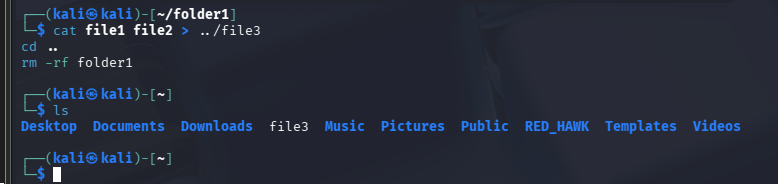 ┌──(kali㉿kali)-[~/folder1]
└─$ cat file1 file2 > ../file3
cd ..
rm -rf folder1
┌──(kali㉿kali)-[~]
└─$ ls
Desktop  Documents  Downloads  file3  Music  Pictures  Public  RED_HAWK  Templates  Videos
┌──(kali㉿kali)-[~]
└─$